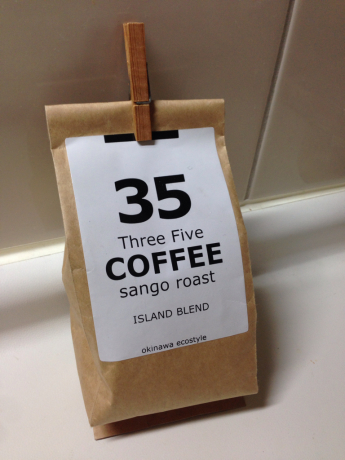 35
Three Five
COFFEE
sango roast
ISLAND BLEND
okinawa ecostyle